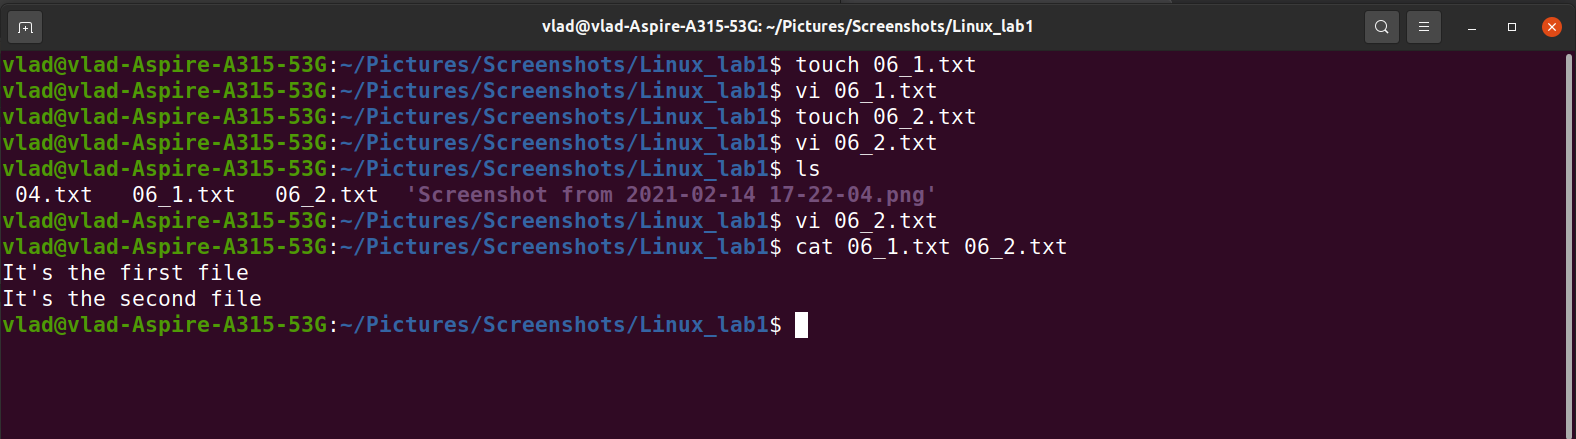 vlad@vlad-Aspire-A315-53G: ~/Pictures/Screenshots/Linux_lab1
vlad@vlad-Aspire-A315-53G:~/Pictures/Screenshots/Linux_lab1$ touch 06_1.txt
vlad@vlad-Aspire-A315-53G:~/Pictures/Screenshots/Linux_lab1$ vi 06_1.txt
vlad@vlad-Aspire-A315-53G:~/Pictures/Screenshots/Linux_lab1$ touch 06_2.txt
vlad@vlad-Aspire-A315-53G:~/Pictures/Screenshots/Linux_lab1$ vi 06_2.txt
vlad@vlad-Aspire-A315-53G:~/Pictures/Screenshots/Linux_lab1$ ls
 04.txt   06_1.txt   06_2.txt  'Screenshot from 2021-02-14 17-22-04.png'
vlad@vlad-Aspire-A315-53G:~/Pictures/Screenshots/Linux_lab1$ vi 06_2.txt
vlad@vlad-Aspire-A315-53G:~/Pictures/Screenshots/Linux_lab1$ cat 06_1.txt 06_2.txt
It's the first file
It's the second file
vlad@vlad-Aspire-A315-53G:~/Pictures/Screenshots/Linux_lab1$